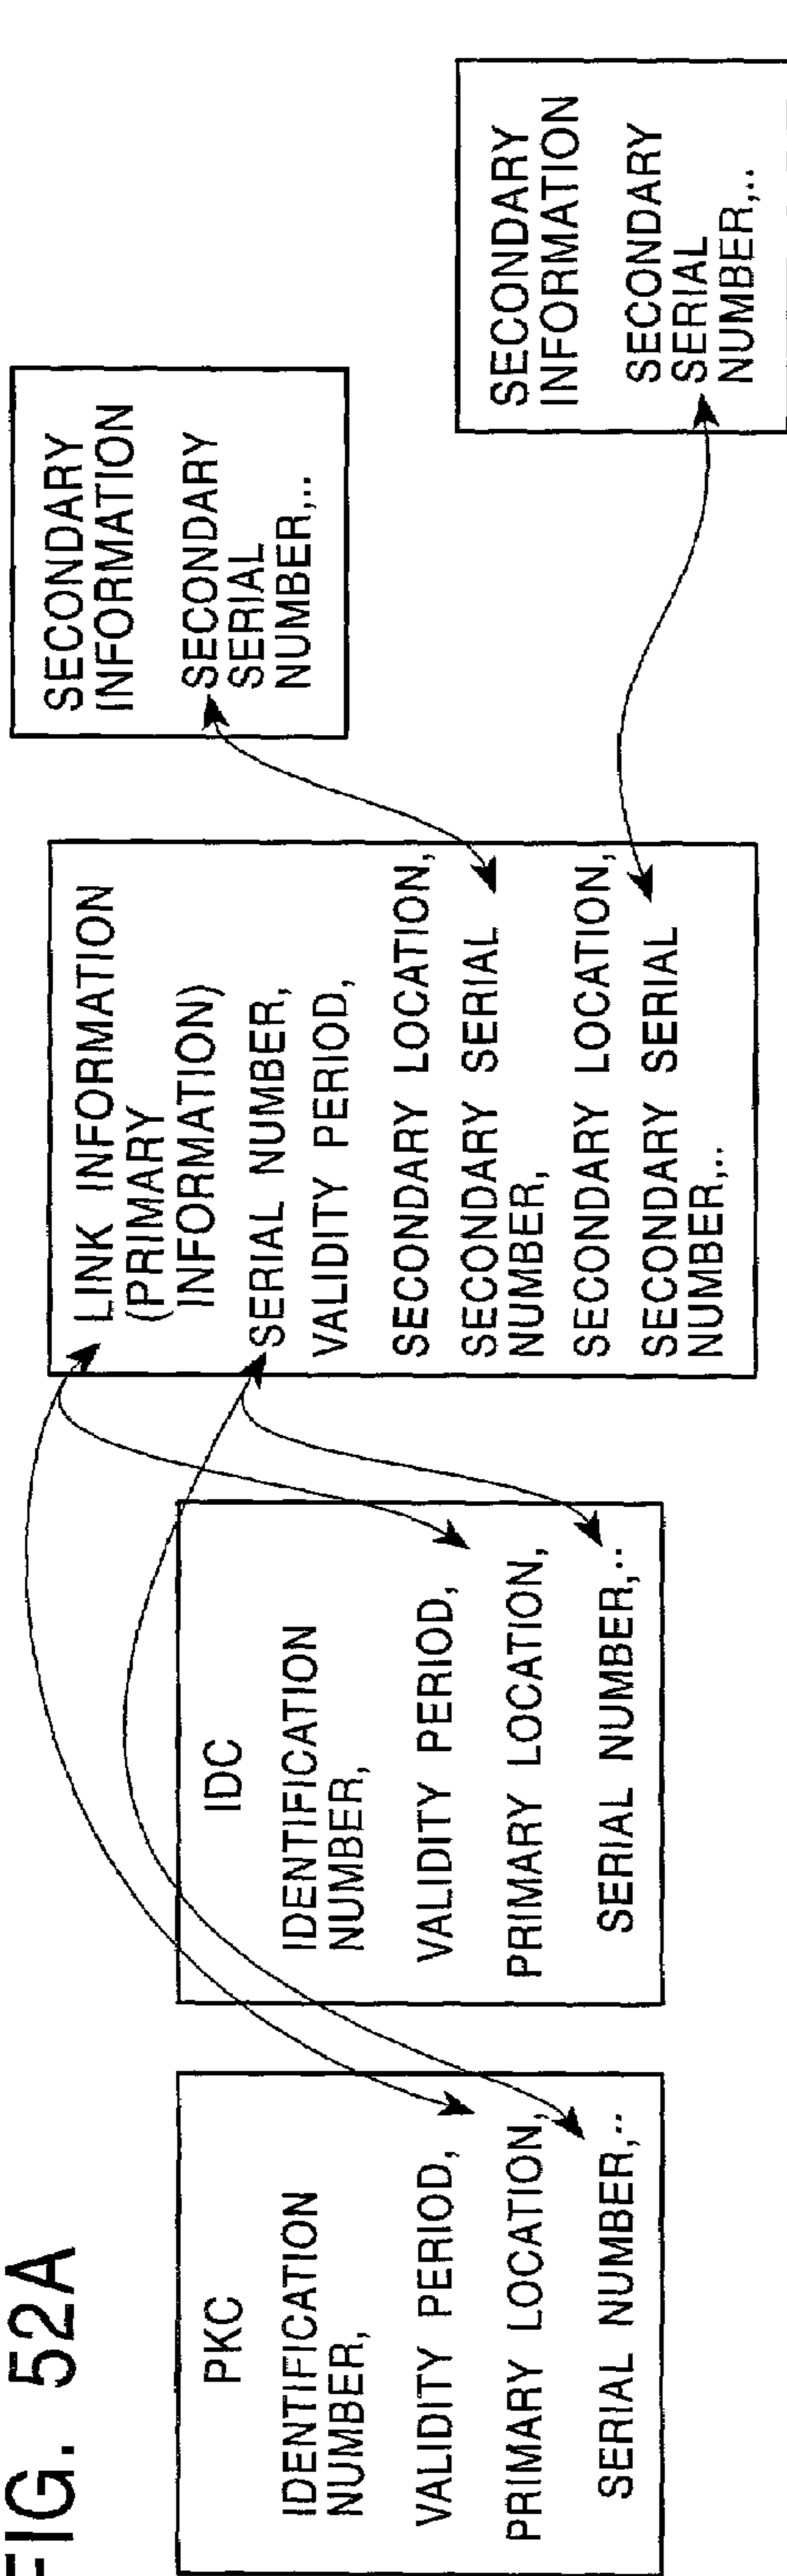 FIG. 52A
PKC
IDENTIFICATION
NUMBER,
VALIDITY PERIOD,
PRIMARY LOCATION,
SERIAL NUMBER,..
IDC
IDENTIFICATION
NUMBER,
VALIDITY PERIOD,
PRIMARY LOCATION,
SERIAL NUMBER,..
LINK INFORMATION
(PRIMARY
INFORMATION)
SERIAL NUMBER,
VALIDITY PERIOD,
SECONDARY LOCATION,
SECONDARY SERIAL
NUMBER,
SECONDARY LOCATION,
SECONDARY SERIAL
NUMBER,..
SECONDARY
INFORMATION
SECONDARY
SERIAL
NUMBER,..
SECONDARY
INFORMATION
SECONDARY
SERIAL
NUMBER,..